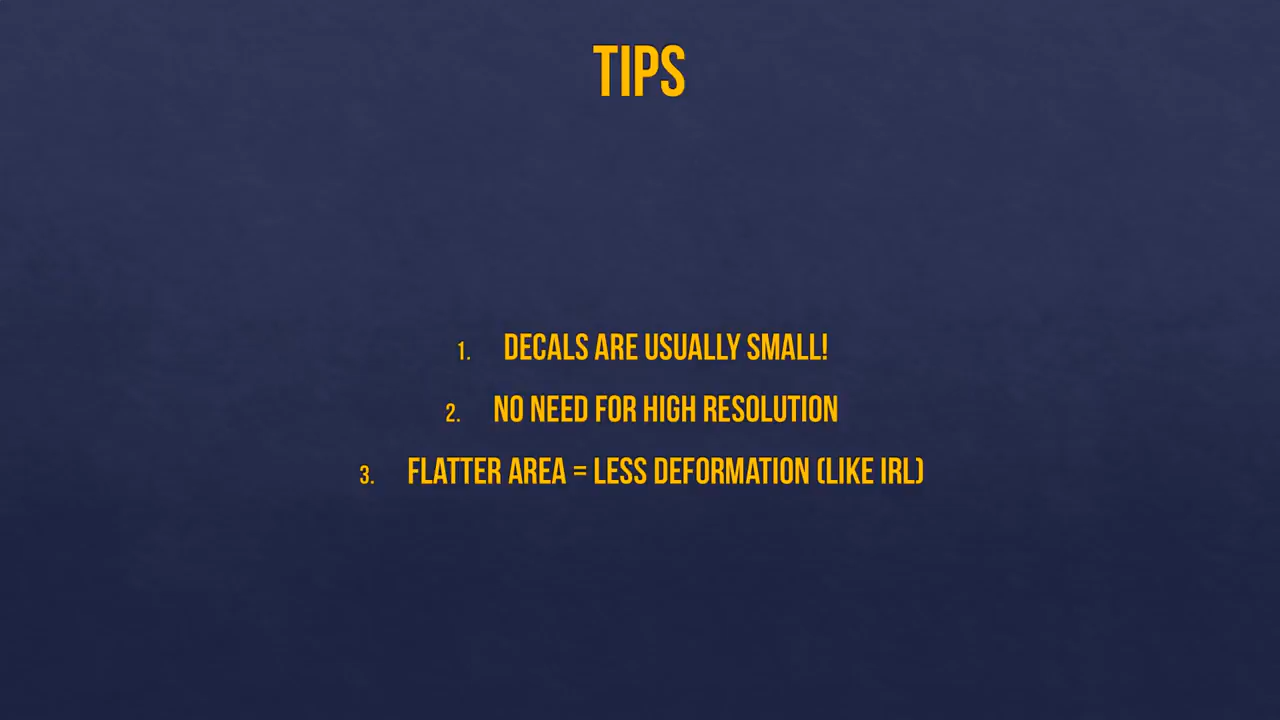 TIPS
1. DECALS ARE USUALLY SMALL!
2. NO NEED FOR HIGH RESOLUTION
3. FLATTER AREA = LESS DEFORMATION (LIKE IRL)